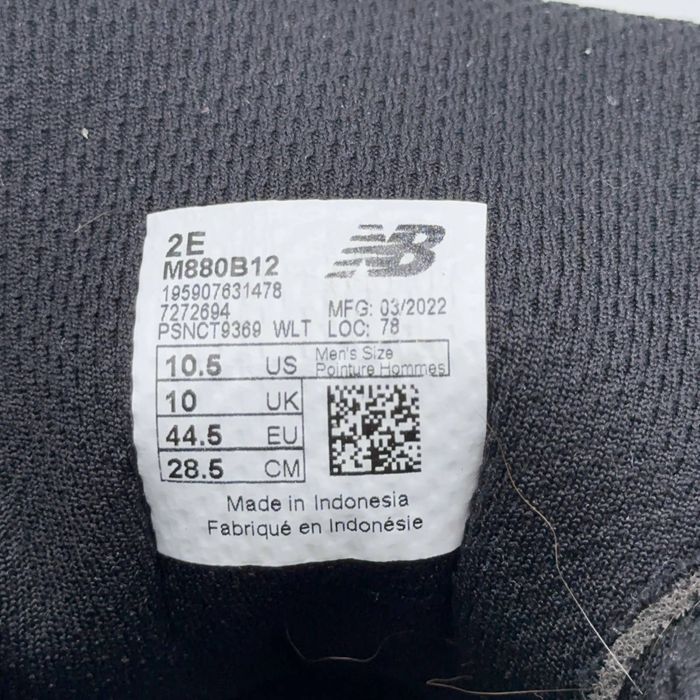 2E
M880B12
195907631478
7272694 MFG: 03/2022
PSNCT9369 WLT LOC: 78
10.5 US Men's Size
Pointure Hommes
10 UK
44.5 EU
28.5 CM
Made in Indonesia
Fabriqué en Indonésie
NB